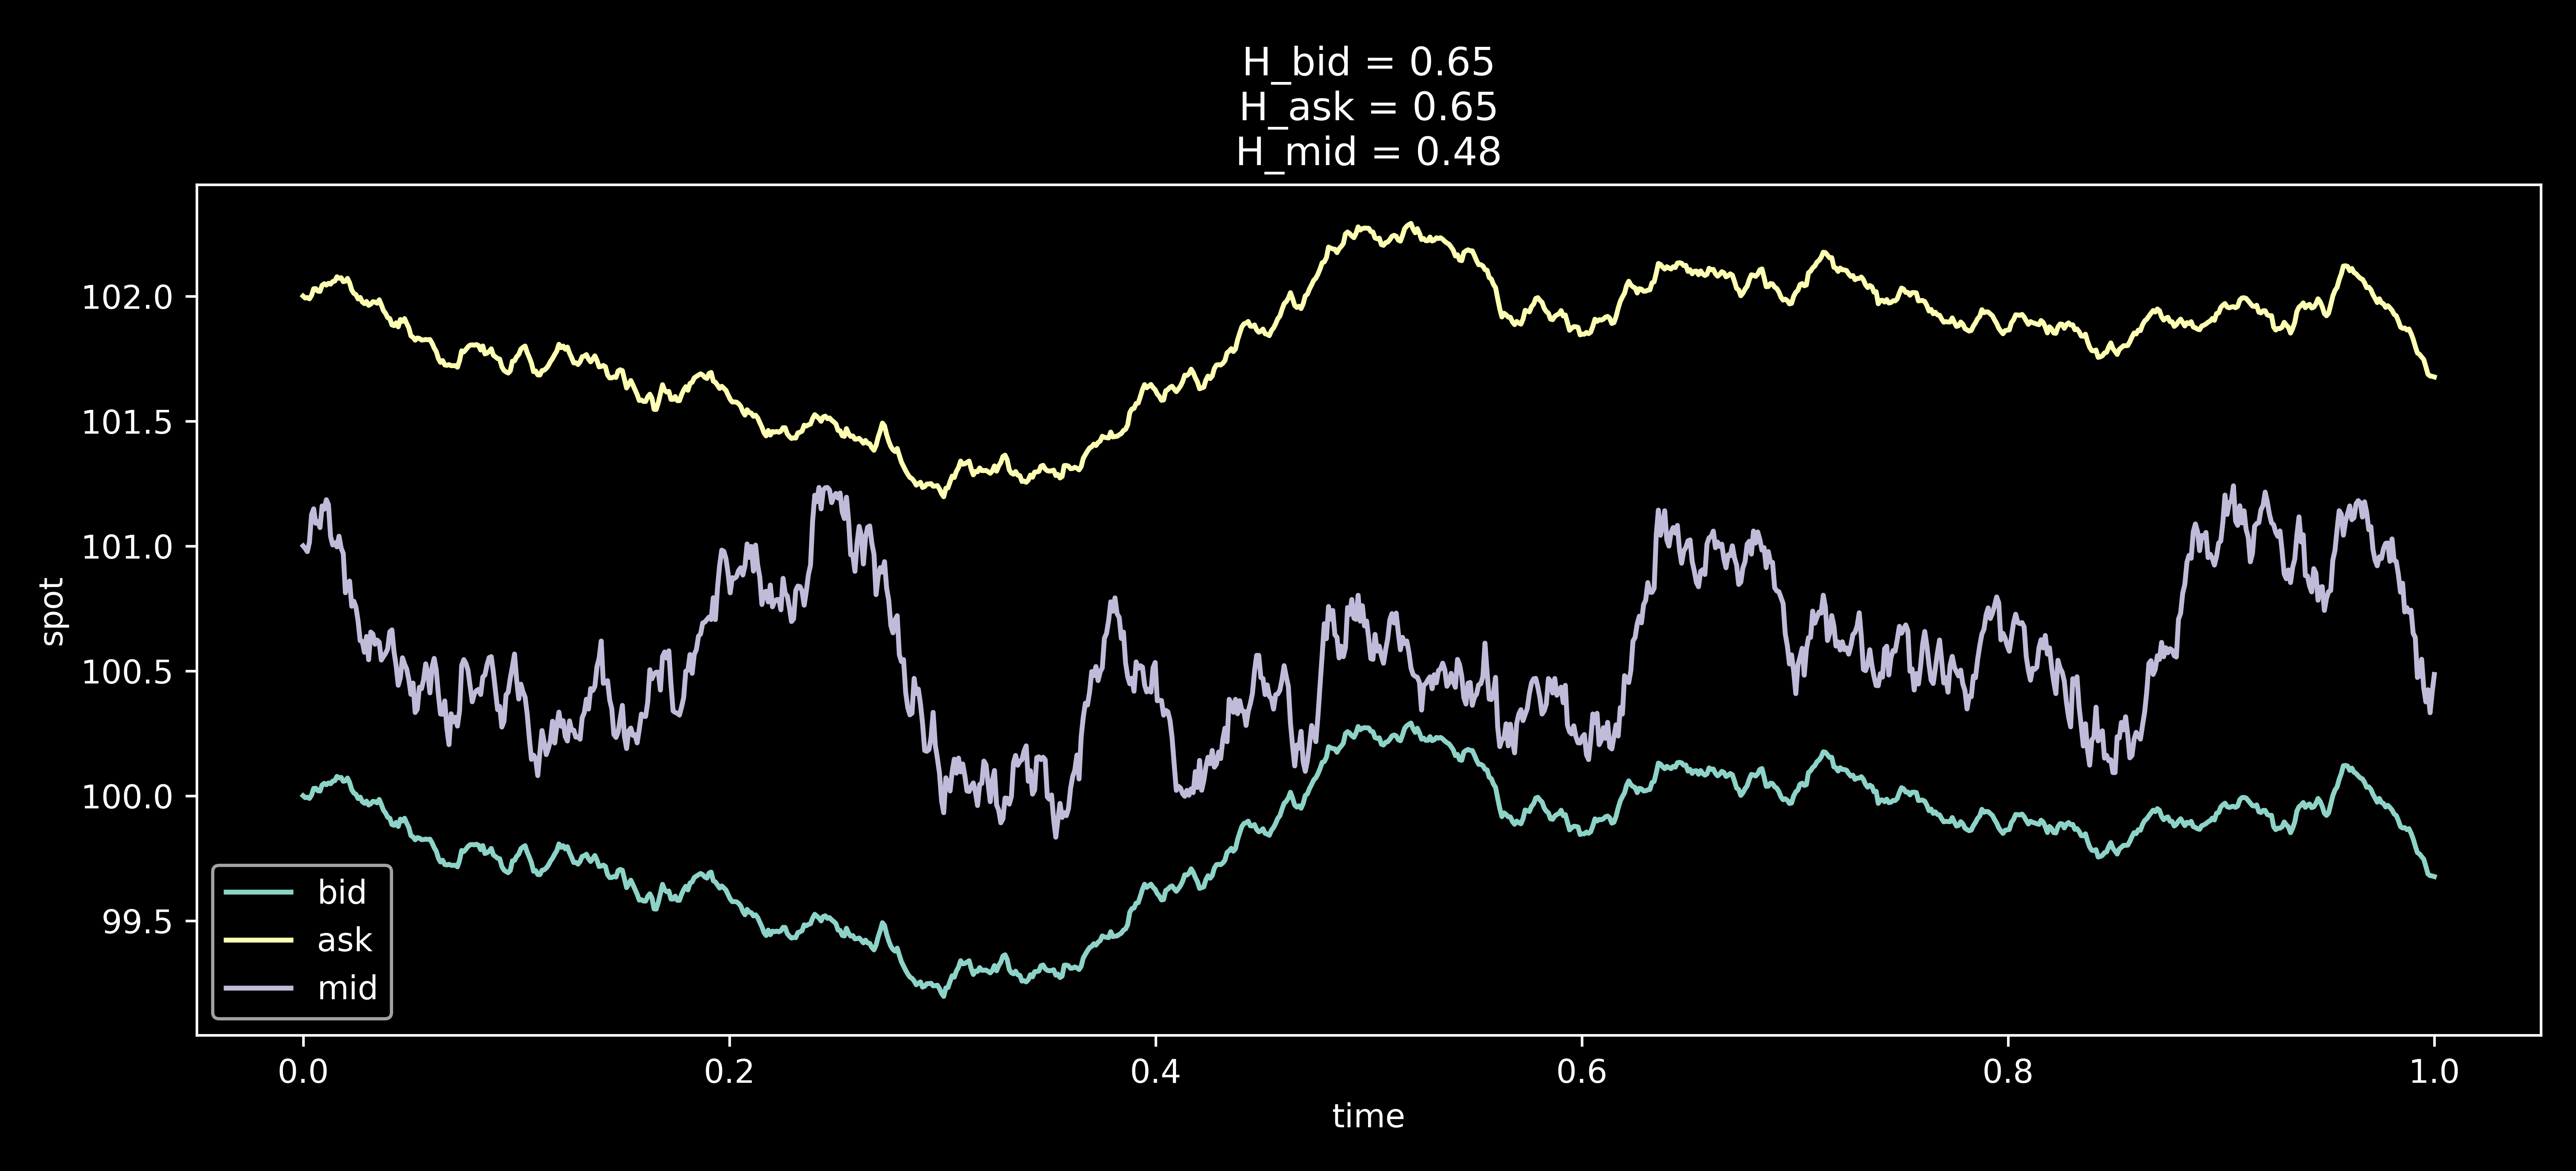 H_bid = 0.65
H_ask = 0.65
H_mid = 0.48
102.0
101.5
101.0
100.5
100.0
99.5
spot
bid
ask
mid
0.0
0.2
0.4
0.6
0.8
1.0
time